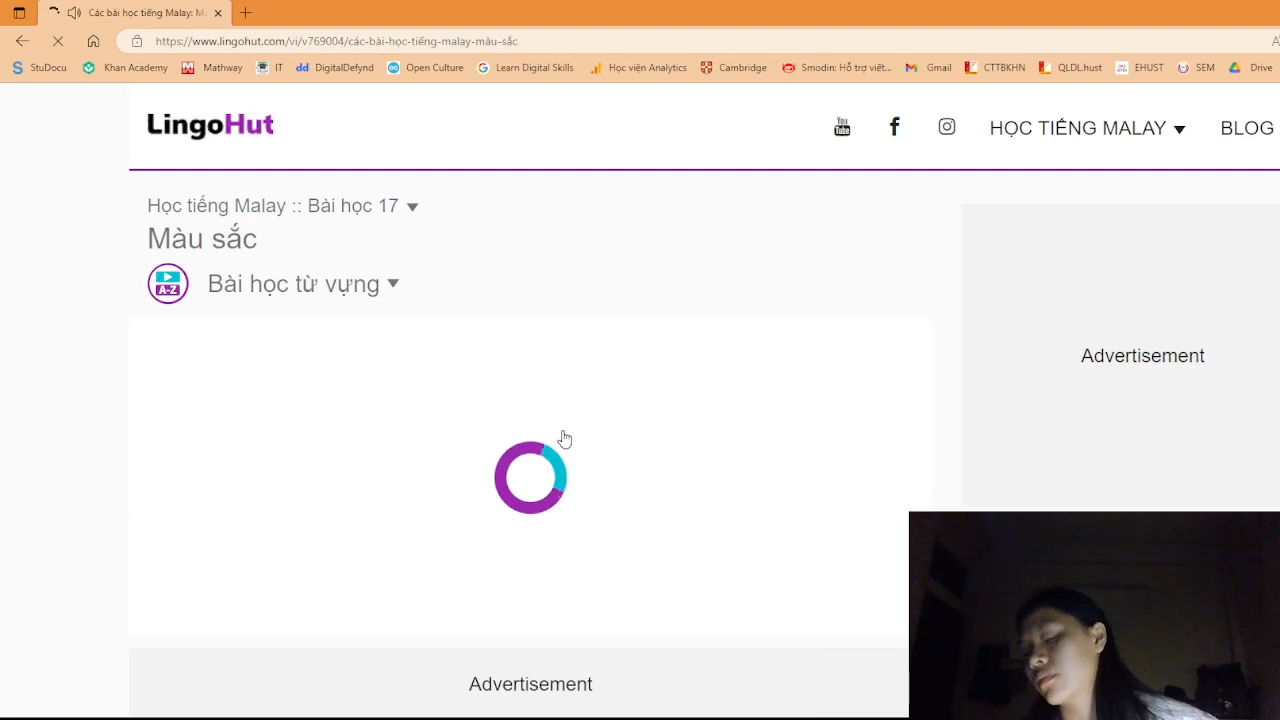 Các bài học tiếng Malay: M
https://www.lingohut.com/vi/v769004/các-bài-học-tiếng-malay-màu-sắc
StuDocu Khan Academy Mathway IT DigitalDefynd Open Culture Learn Digital Skills Học viện Analytics Cambridge Smodin: Hỗ trợ viết... Gmail CTTBKHN QLDL.hust EHUST SEM Drive
LingoHut
You Tube
HỌC TIẾNG MALAY BLOG
Học tiếng Malay :: Bài học 17
Màu sắc
A-Z
Bài học từ vựng
Advertisement
Advertisement